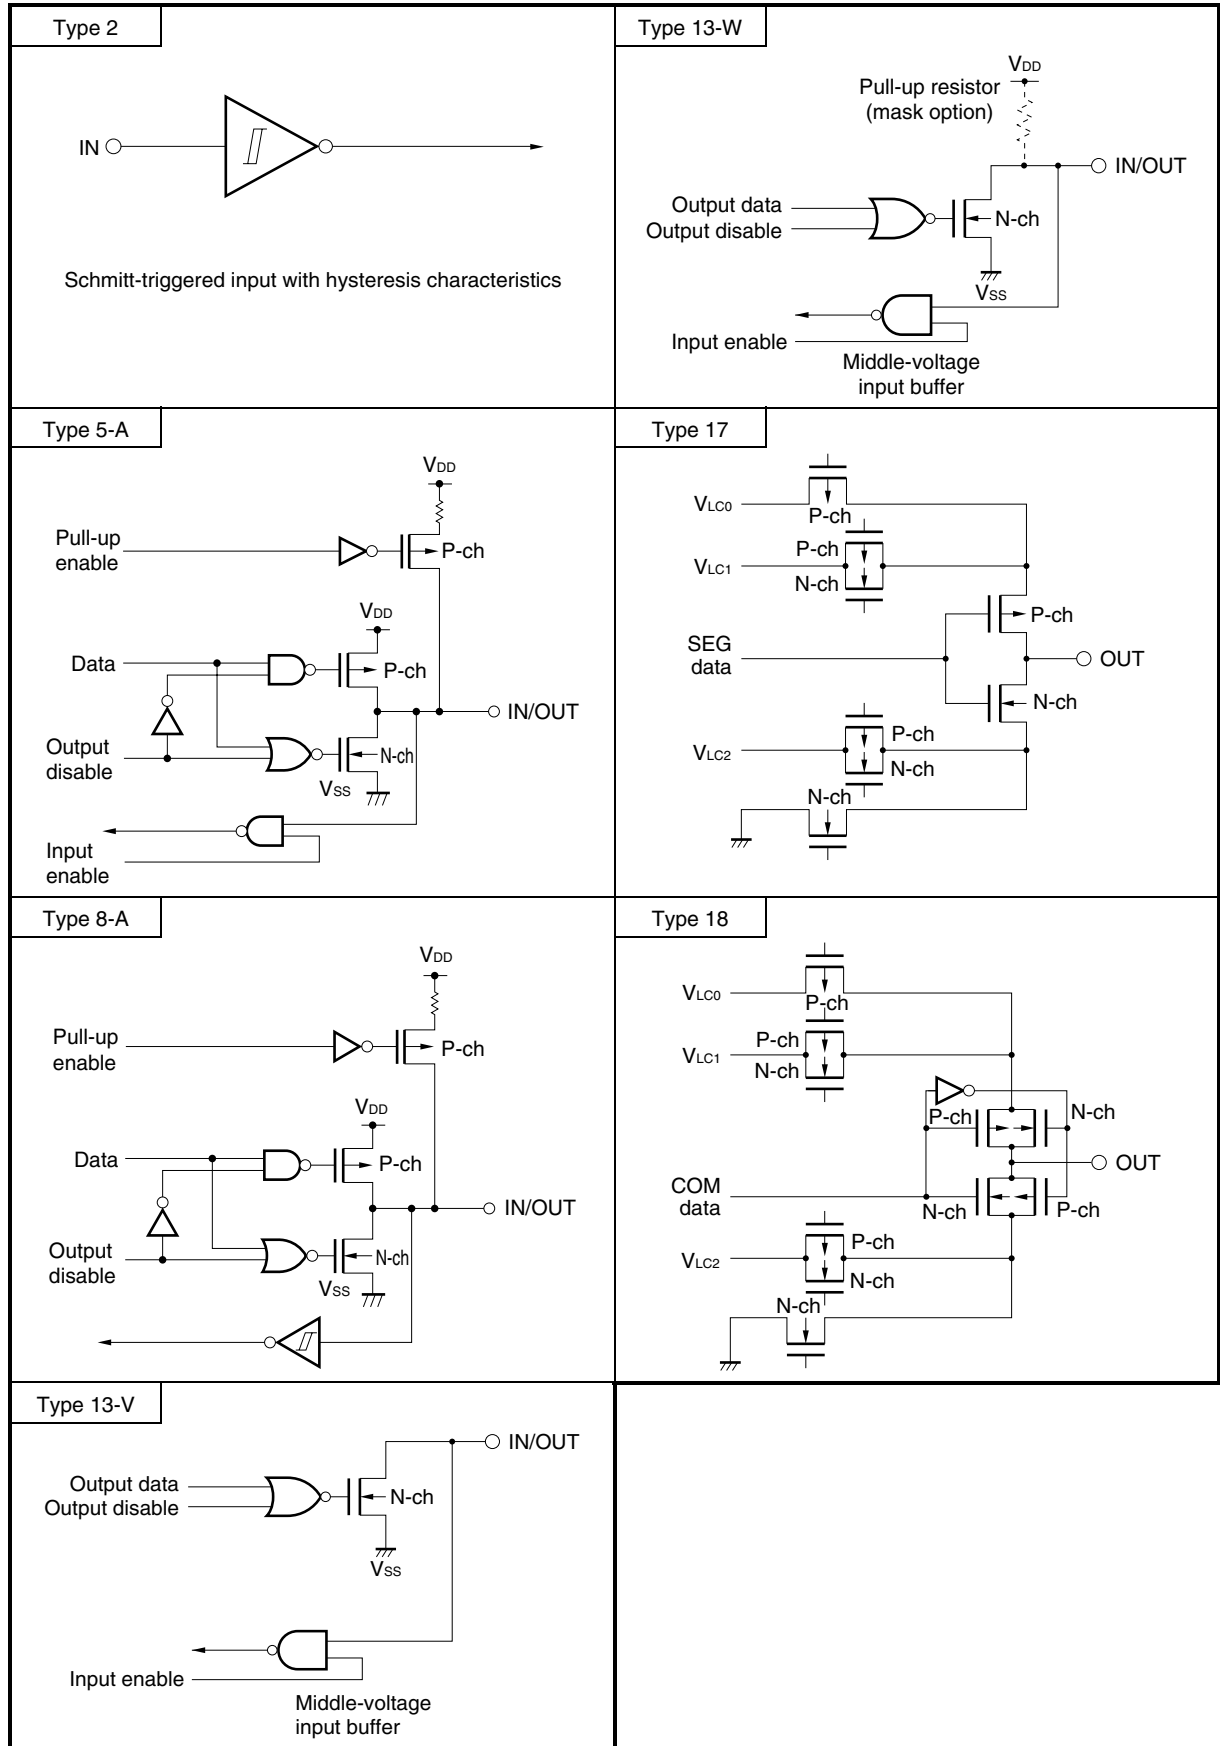 Type 2
IN
Schmitt-triggered input with hysteresis characteristics
Type 13-W
VDD
Pull-up resistor
(mask option)
IN/OUT
Output data
Output disable
N-ch
VSS
Input enable
Middle-voltage
input buffer
Type 5-A
VDD
Pull-up
enable
P-ch
VDD
Data
P-ch
IN/OUT
Output
disable
N-ch
VSS
Input
enable
Type 17
VLC0
P-ch
P-ch
VLC1
N-ch
P-ch
SEG
data
OUT
N-ch
P-ch
VLC2
N-ch
N-ch
Type 8-A
VDD
Pull-up
enable
P-ch
VDD
Data
P-ch
IN/OUT
Output
disable
N-ch
VSS
Type 18
VLC0
P-ch
P-ch
VLC1
N-ch
P-ch
N-ch
OUT
COM
data
N-ch
P-ch
P-ch
VLC2
N-ch
N-ch
Type 13-V
IN/OUT
Output data
Output disable
N-ch
VSS
Input enable
Middle-voltage
input buffer